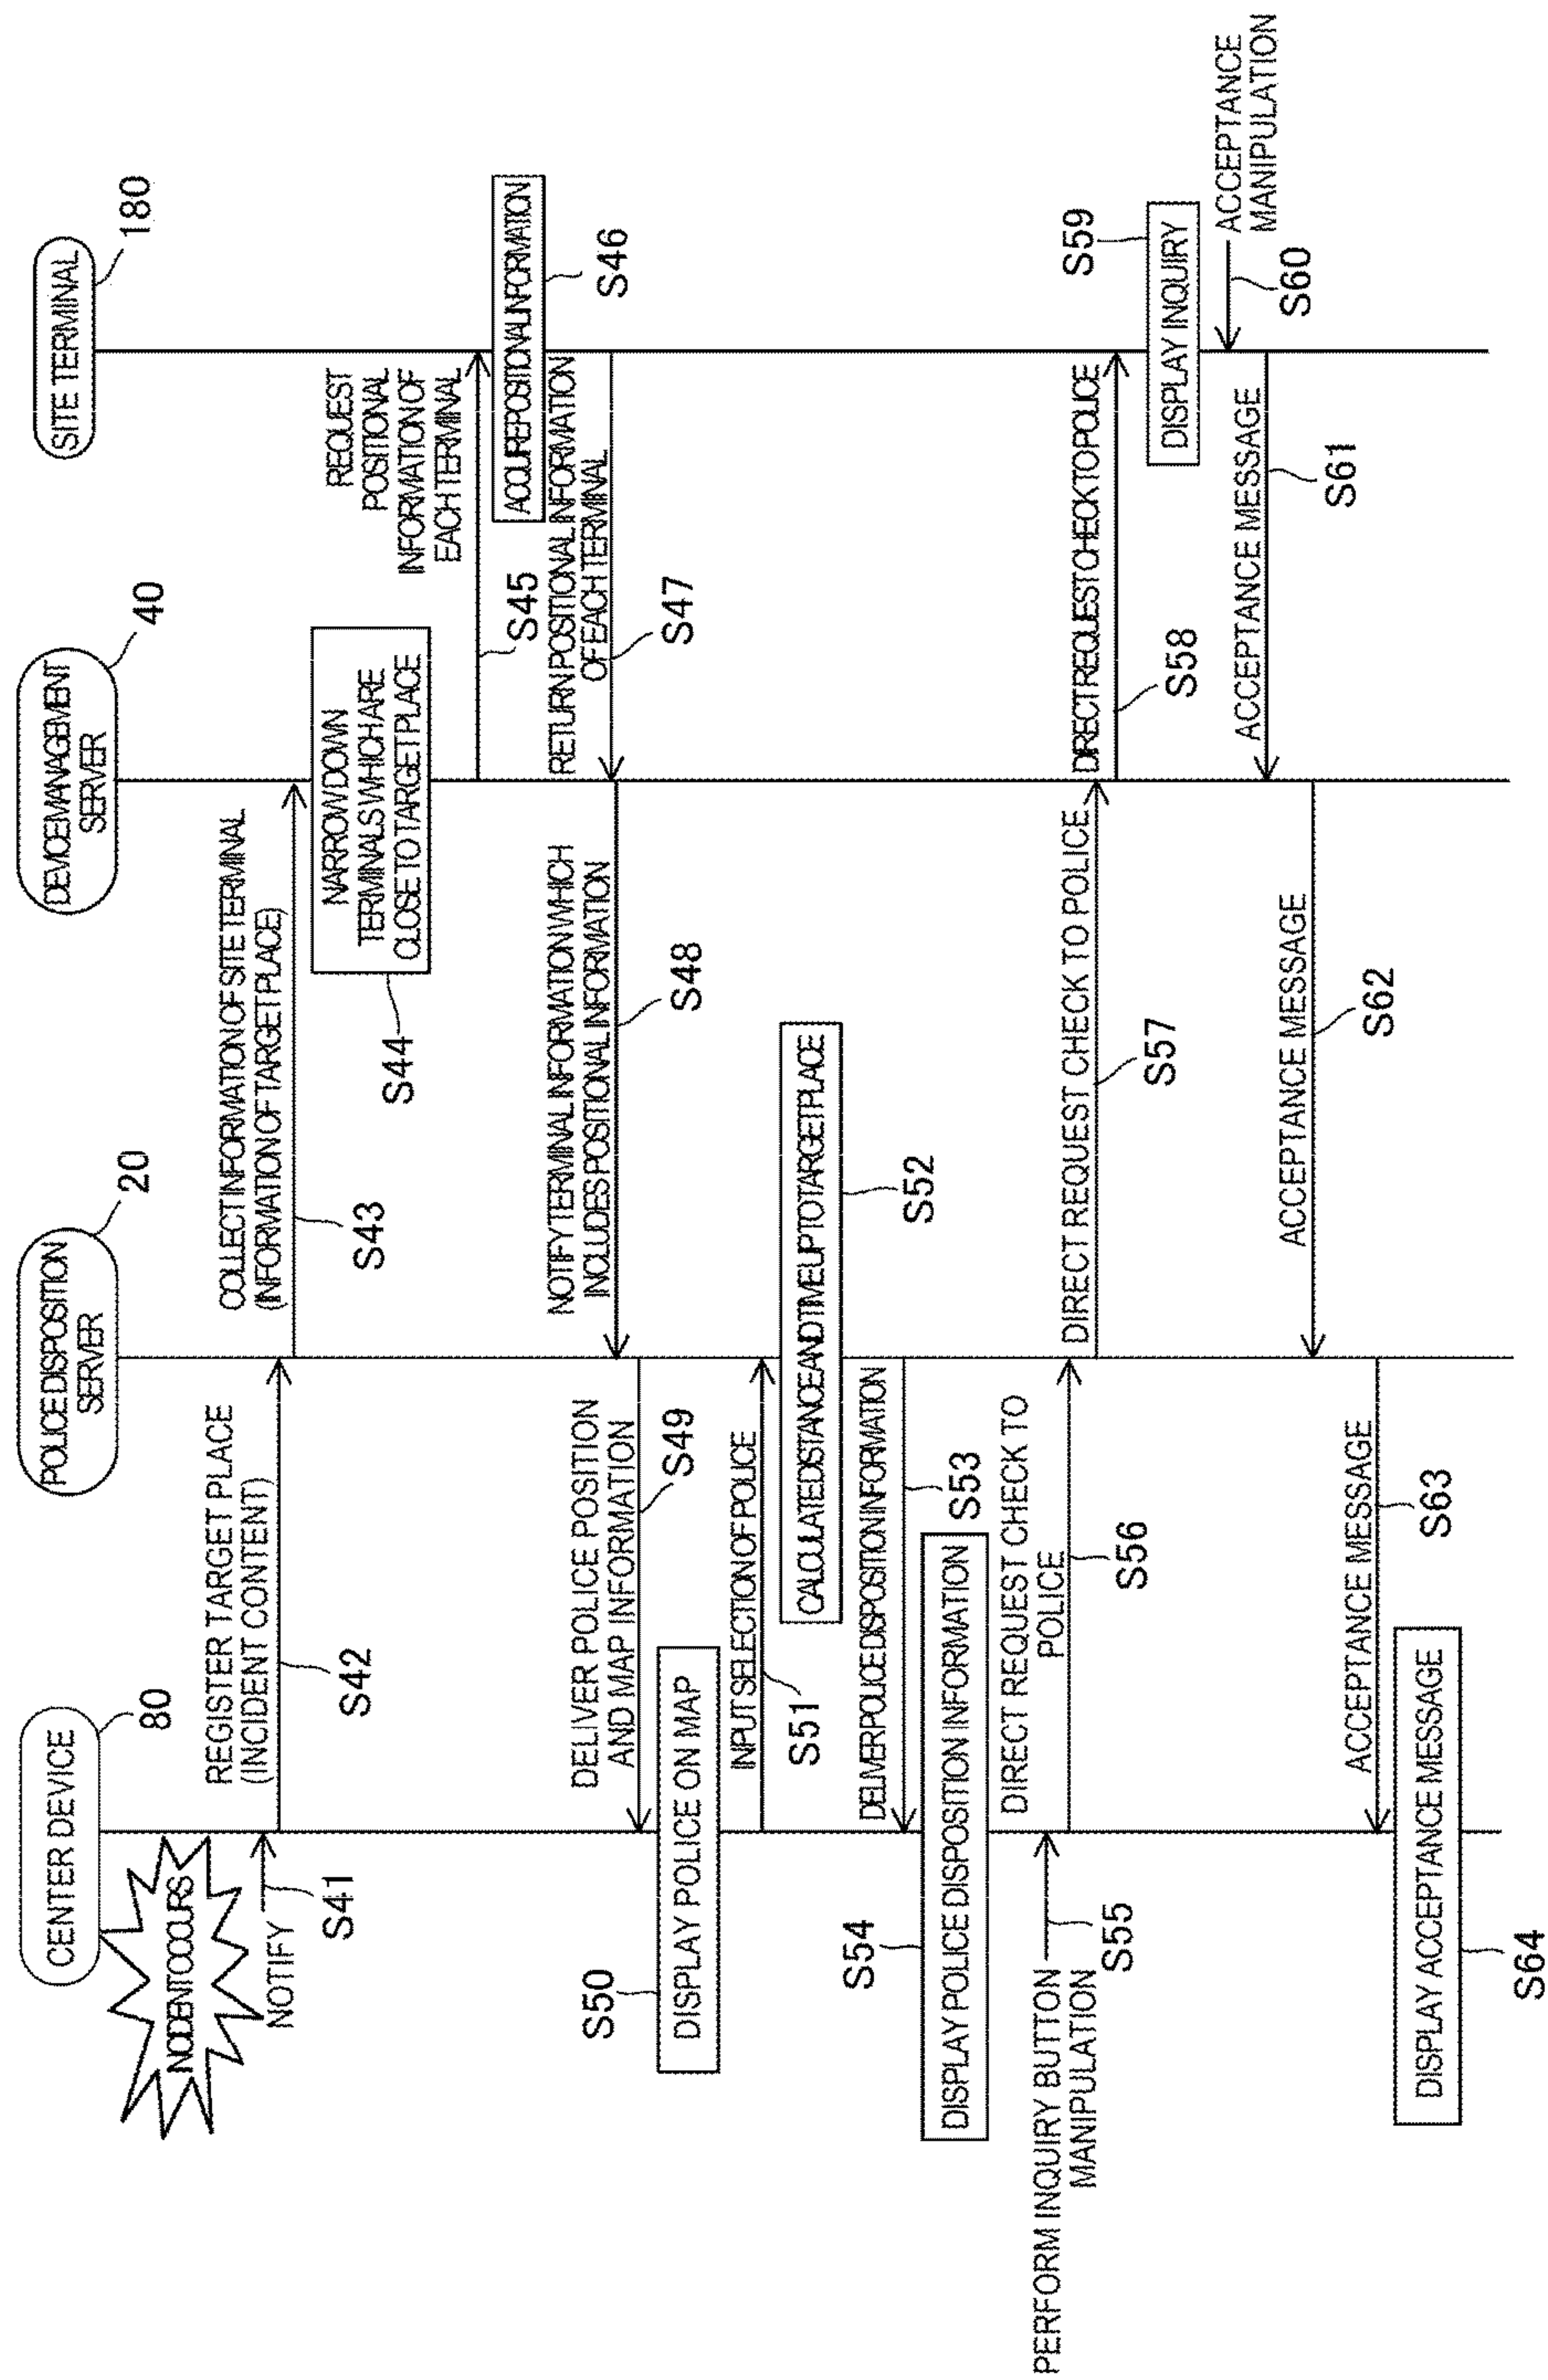 CENTER DEVICE
80
POLICE DISPOSITION
SERVER
20
DEVICE MANAGEMENT
SERVER
40
SITE TERMINAL
180
INCIDENT OCCURS
NOTIFY
S41
REGISTER TARGET PLACE
(INCIDENT CONTENT)
S42
COLLECT INFORMATION OF SITE TERMINAL
(INFORMATION OF TARGET PLACE)
S43
NARROW DOWN
TERMINALS WHICH ARE
CLOSE TO TARGET PLACE
S44
REQUEST
POSITIONAL
INFORMATION OF
EACH TERMINAL
S45
ACQUIRE POSITIONAL INFORMATION
S46
RETURN POSITIONAL INFORMATION
OF EACH TERMINAL
S47
NOTIFY TERMINAL INFORMATION WHICH
INCLUDES POSITIONAL INFORMATION
S48
DELIVER POLICE POSITION
AND MAP INFORMATION
S49
S50
DISPLAY POLICE ON MAP
INPUT SELECTION OF POLICE
S51
CALCULATE DISTANCE AND TIME UP TO TARGET PLACE
S52
DELIVER POLICE DISPOSITION INFORMATION
S53
S54
DISPLAY POLICE DISPOSITION INFORMATION
PERFORM INQUIRY BUTTON
MANIPULATION
S55
DIRECT REQUEST CHECK TO
POLICE
S56
DIRECT REQUEST CHECK TO POLICE
S57
DIRECT REQUEST CHECK TO POLICE
S58
S59
DISPLAY INQUIRY
ACCEPTANCE
MANIPULATION
S60
ACCEPTANCE MESSAGE
S61
ACCEPTANCE MESSAGE
S62
ACCEPTANCE MESSAGE
S63
DISPLAY ACCEPTANCE MESSAGE
S64